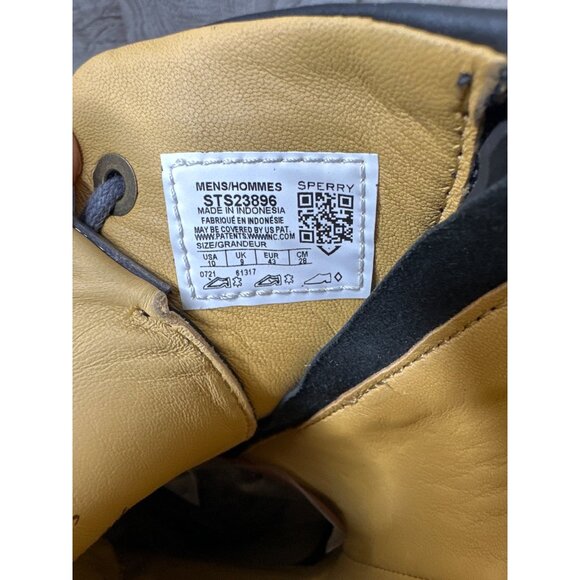 MENS/HOMMES
SPERRY
STS23896
MADE IN INDONESIA
FABRIQUÉ EN INDONÉSIE
MAY BE COVERED BY US PAT.
WWW.PATENTS.WWWINC.COM
SIZE/GRANDEUR
USA UK EUR CM
10 9 43 28
0721 61317